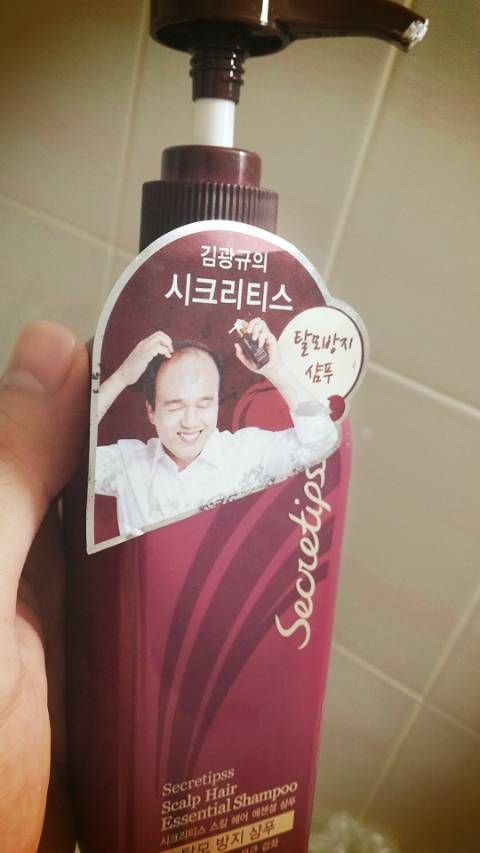 김광규의
시크리티스
탈모방지
샴푸
Secretipss
Secretipss
Scalp Hair
Essential Shampoo
시크리티스 스칼프 헤어 에센셜 샴푸
탈모 방지 샴푸